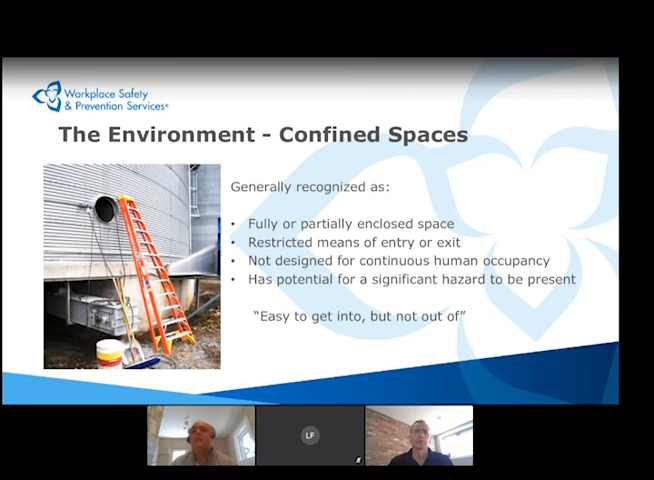 Workplace Safety
& Prevention Services®
The Environment - Confined Spaces
Generally recognized as:
• Fully or partially enclosed space
• Restricted means of entry or exit
• Not designed for continuous human occupancy
• Has potential for a significant hazard to be present
“Easy to get into, but not out of”
LF